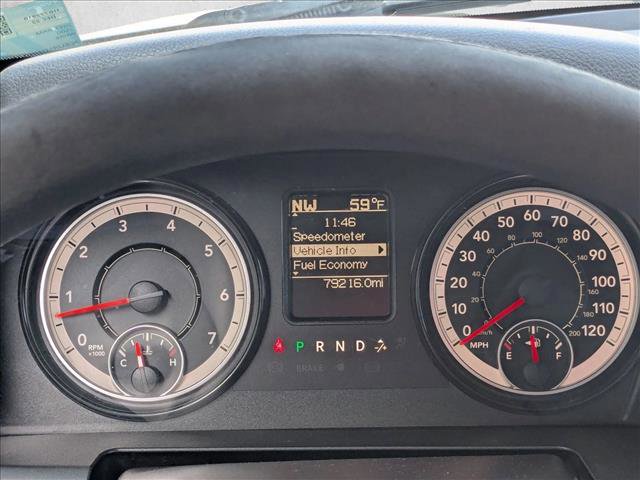 NW 59°F
11:46
Speedometer
Vehicle Info
Fuel Economy
79216.0mi
0 1 2 3 4 5 6 7
RPM
x1000
C H
P R N D
BRAKE
0 10 20 30 40 50 60 70 80 90 100 110 120
MPH
E F